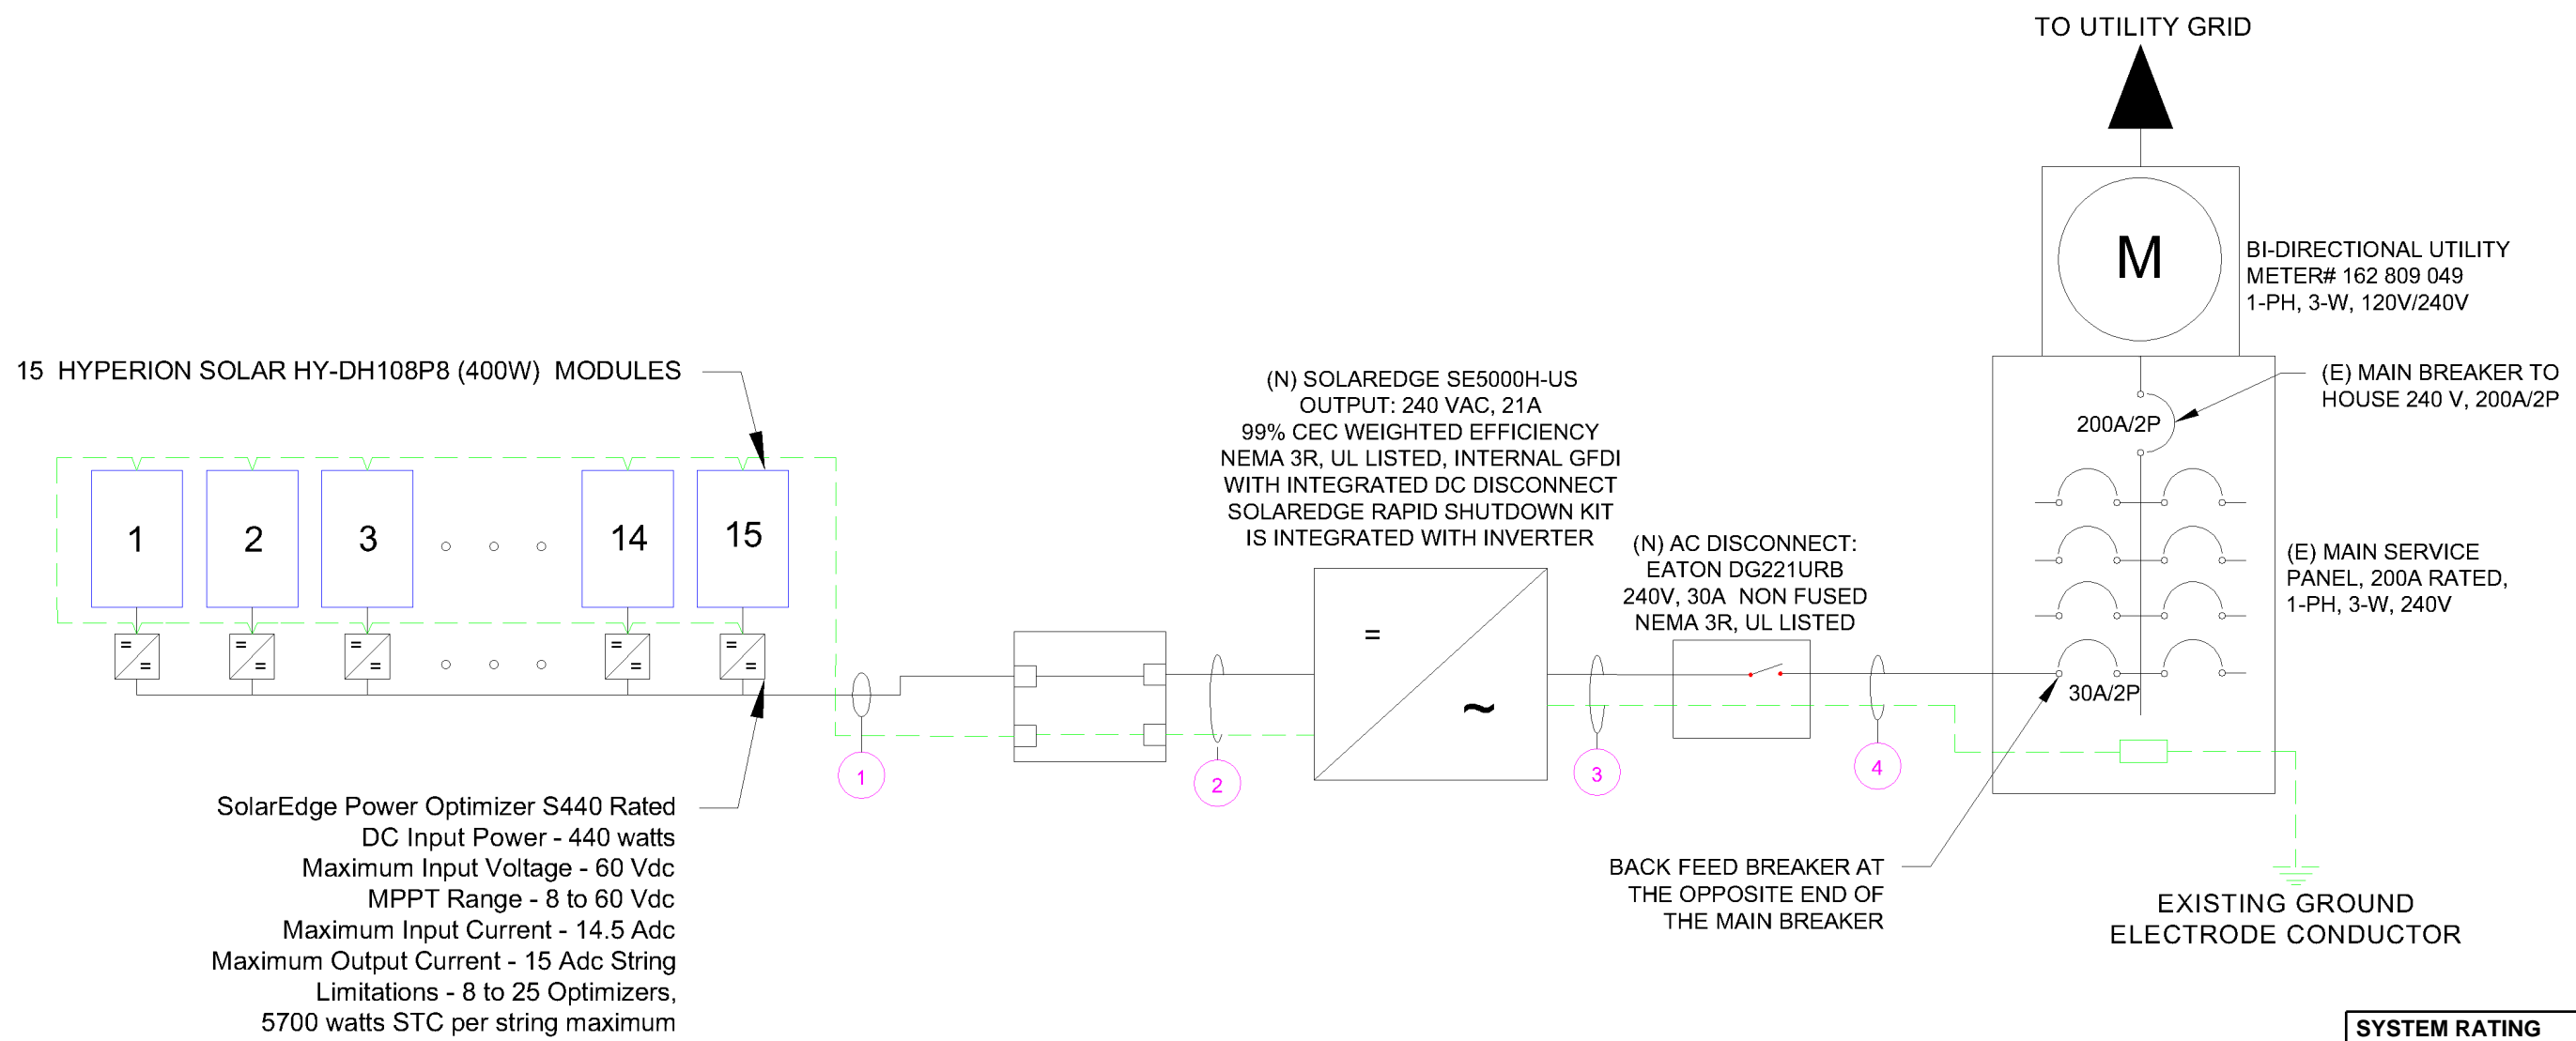 TO UTILITY GRID
M
BI-DIRECTIONAL UTILITY
METER# 162 809 049
1-PH, 3-W, 120V/240V
15 HYPERION SOLAR HY-DH108P8 (400W) MODULES
(N) SOLAREDGE SE5000H-US
OUTPUT: 240 VAC, 21A
99% CEC WEIGHTED EFFICIENCY
NEMA 3R, UL LISTED, INTERNAL GFDI
WITH INTEGRATED DC DISCONNECT
SOLAREDGE RAPID SHUTDOWN KIT
IS INTEGRATED WITH INVERTER
(E) MAIN BREAKER TO
HOUSE 240 V, 200A/2P
200A/2P
1
2
3
14
15
(N) AC DISCONNECT:
EATON DG221URB
240V, 30A NON FUSED
NEMA 3R, UL LISTED
(E) MAIN SERVICE
PANEL, 200A RATED,
1-PH, 3-W, 240V
= =
= =
= =
= =
= =
=
~
30A/2P
1
2
3
4
SolarEdge Power Optimizer S440 Rated
DC Input Power - 440 watts
Maximum Input Voltage - 60 Vdc
MPPT Range - 8 to 60 Vdc
Maximum Input Current - 14.5 Adc
Maximum Output Current - 15 Adc String
Limitations - 8 to 25 Optimizers,
5700 watts STC per string maximum
BACK FEED BREAKER AT
THE OPPOSITE END OF
THE MAIN BREAKER
EXISTING GROUND
ELECTRODE CONDUCTOR
SYSTEM RATING